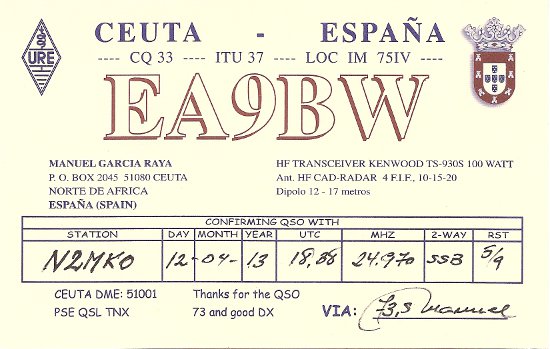 URE
CEUTA - ESPAÑA
---- CQ 33 ---- ITU 37 ---- LOC IM 75IV ----
EA9BW
MANUEL GARCIA RAYA
P. O. BOX 2045 51080 CEUTA
NORTE DE AFRICA
ESPAÑA (SPAIN)
HF TRANSCEIVER KENWOOD TS-930S 100 WATT
Ant. HF CAD-RADAR 4 F.I.F, 10-15-20
Dipolo 12 - 17 metros
CONFIRMING QSO WITH
STATION DAY MONTH YEAR UTC MHZ 2-WAY RST
N2MKO 12-04-13 18,38 24.970 SSB 5/9
CEUTA DME: 51001 Thanks for the QSO
PSE QSL TNX 73 and good DX VIA: 73,s Manuel